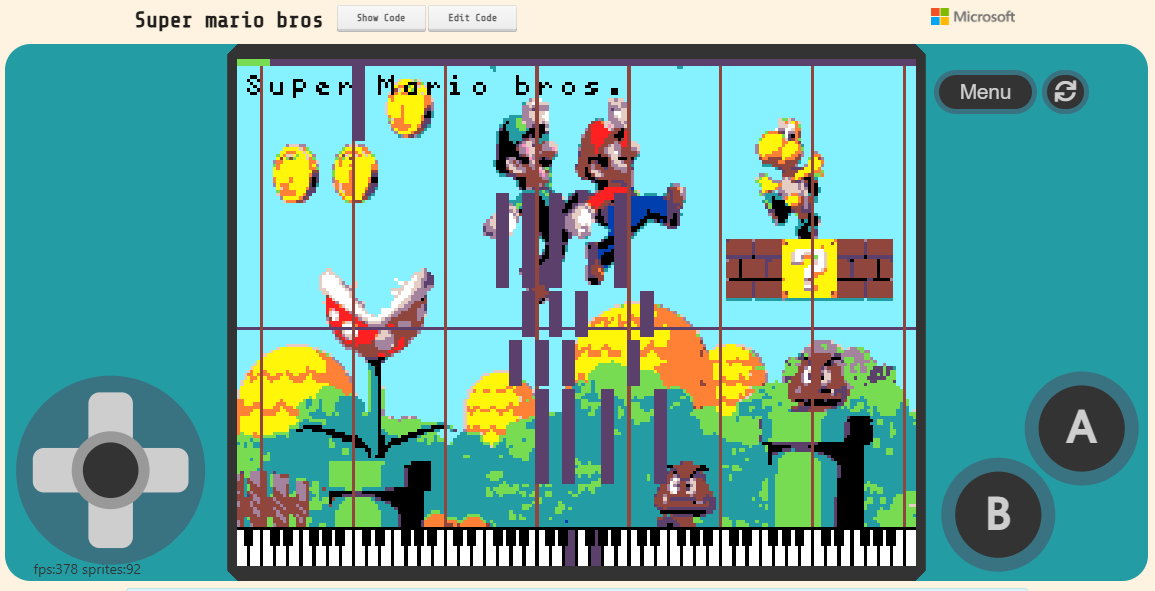 Super mario bros
Show Code
Edit Code
Microsoft
Super Mario bros.
Menu
?
A
B
fps:378 sprites:92